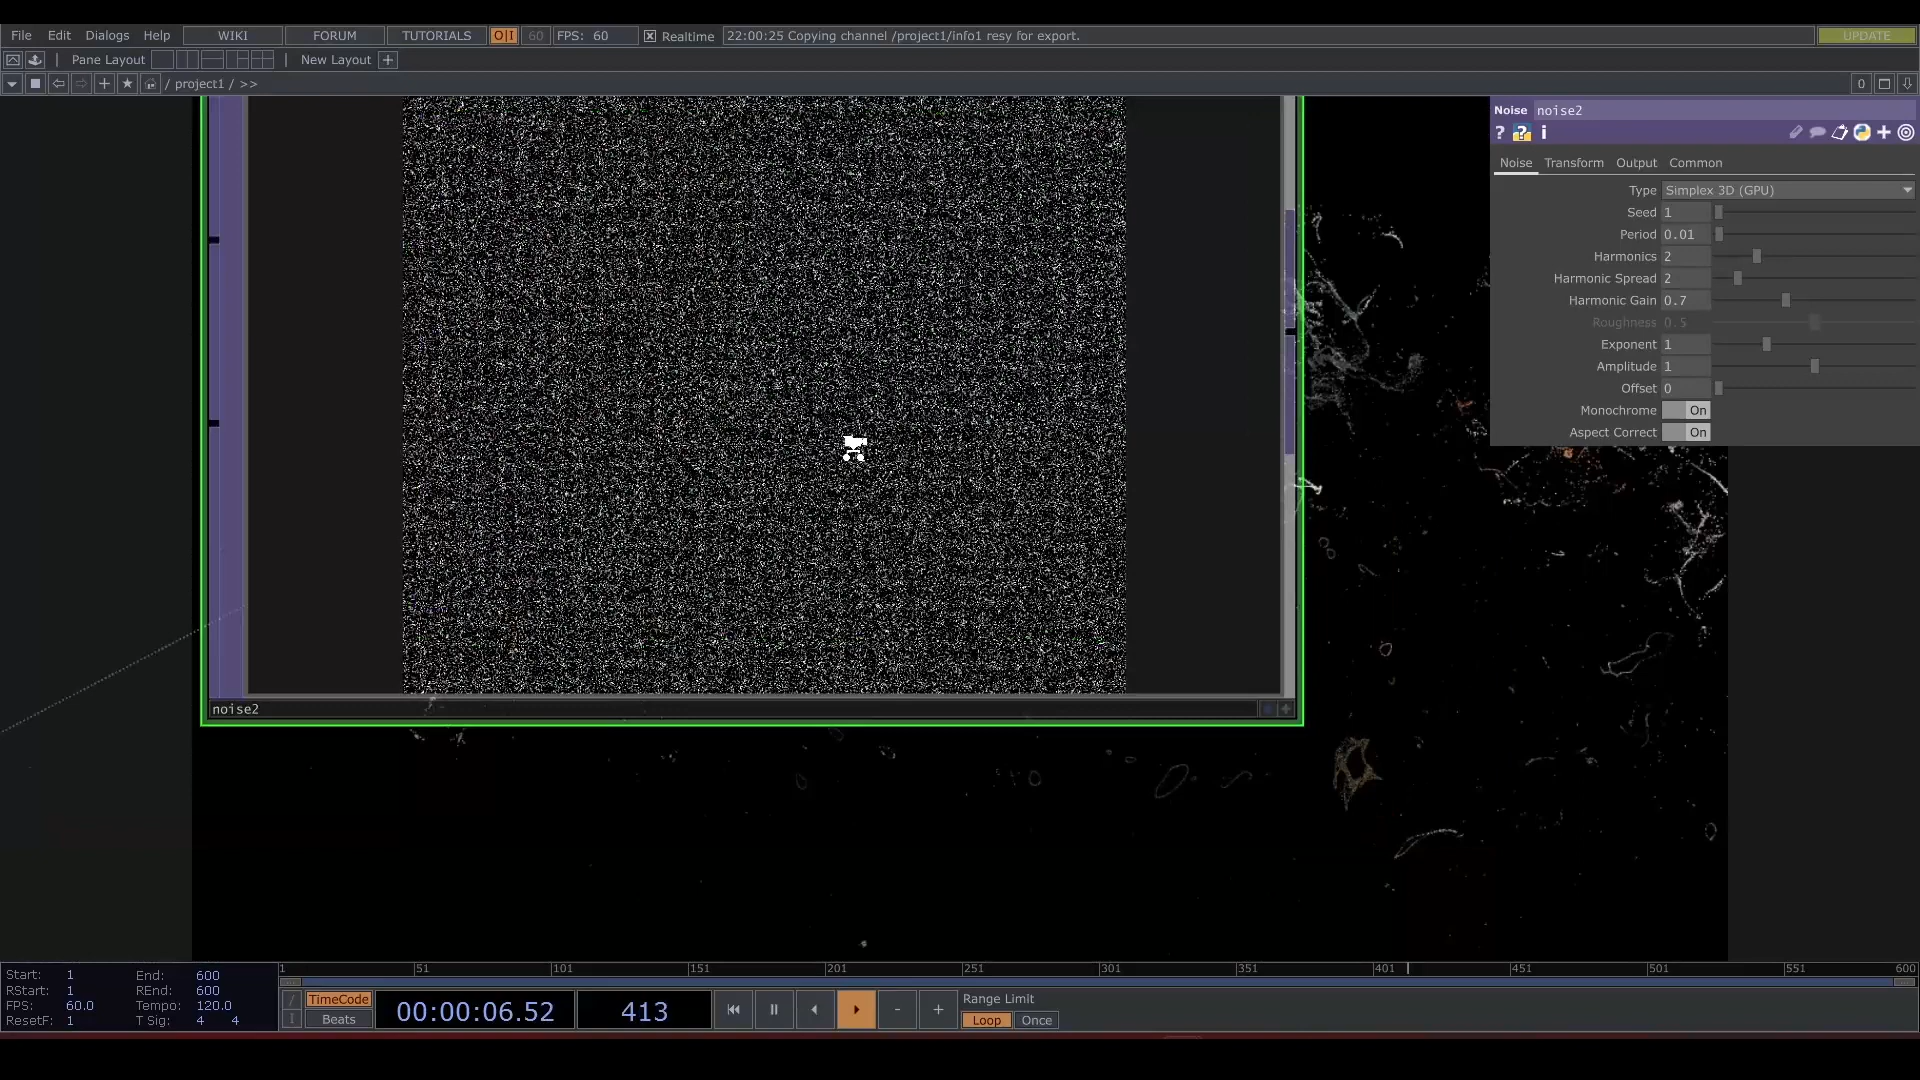 File Edit Dialogs Help WIKI FORUM TUTORIALS O|I 60 FPS: 60 Realtime 22:00:25 Copying channel /project1/info1 resy for export. UPDATE
Pane Layout New Layout +
/ project1 / >> 0
Noise noise2
? ? i
Noise Transform Output Common
Type Simplex 3D (GPU)
Seed 1
Period 0.01
Harmonics 2
Harmonic Spread 2
Harmonic Gain 0.7
Roughness 0.5
Exponent 1
Amplitude 1
Offset 0
Monochrome On
Aspect Correct On
noise2
1 51 101 151 201 251 301 351 401 451 501 551 600
Start: 1 End: 600
RStart: 1 REnd: 600
FPS: 60.0 Tempo: 120.0
ResetF: 1 T Sig: 4 4
TimeCode
Beats
00:00:06.52 413
Range Limit
Loop Once